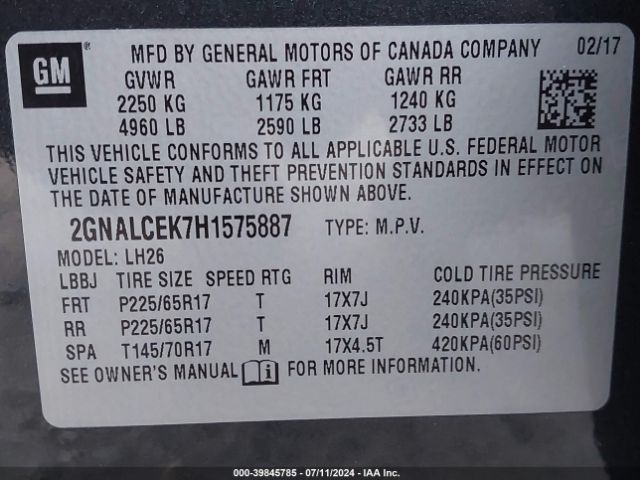 GM
MFD BY GENERAL MOTORS OF CANADA COMPANY 02/17
GVWR GAWR FRT GAWR RR
2250 KG 1175 KG 1240 KG
4960 LB 2590 LB 2733 LB
THIS VEHICLE CONFORMS TO ALL APPLICABLE U.S. FEDERAL MOTOR
VEHICLE SAFETY AND THEFT PREVENTION STANDARDS IN EFFECT ON
THE DATE OF MANUFACTURE SHOWN ABOVE.
2GNALCEK7H1575887 TYPE: M.P.V.
MODEL: LH26
LBBJ TIRE SIZE SPEED RTG RIM COLD TIRE PRESSURE
FRT P225/65R17 T 17X7J 240KPA(35PSI)
RR P225/65R17 T 17X7J 240KPA(35PSI)
SPA T145/70R17 M 17X4.5T 420KPA(60PSI)
SEE OWNER'S MANUAL FOR MORE INFORMATION.
#VehicleID: 39845785 - 07/11/2024 - IAA Inc.